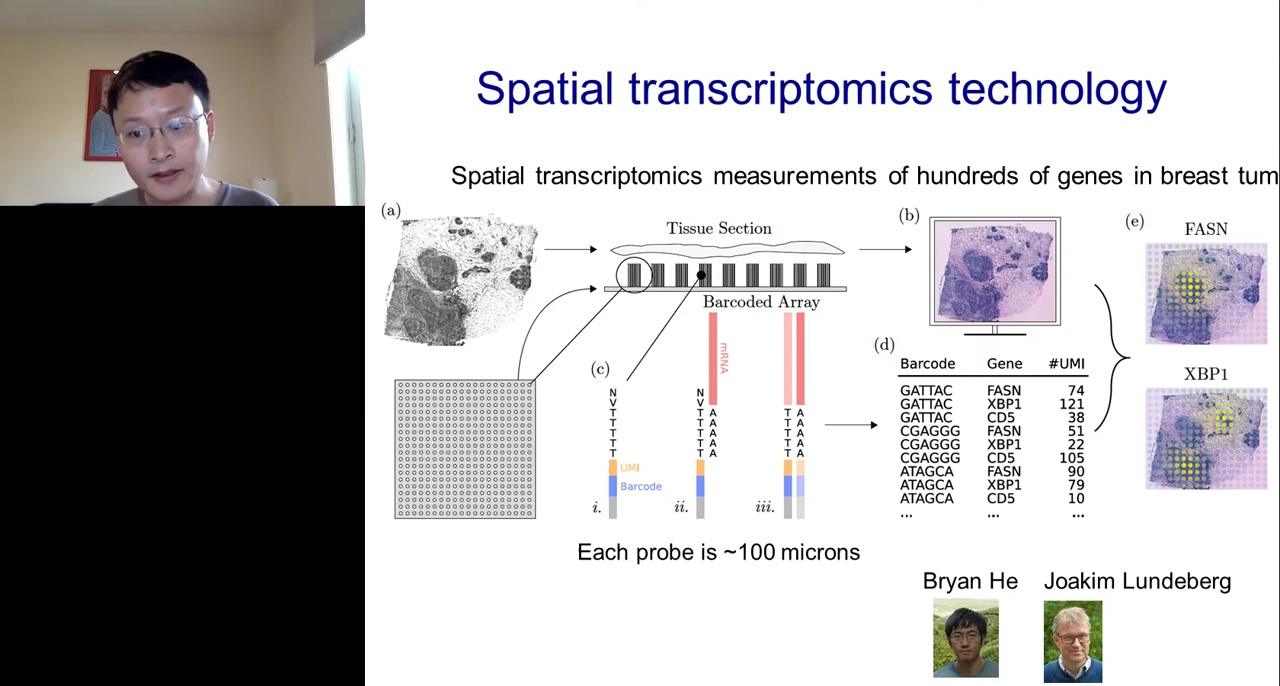 Spatial transcriptomics technology
Spatial transcriptomics measurements of hundreds of genes in breast tum
(a)
Tissue Section
Barcoded Array
(b)
(e)
FASN
XBP1
(c)
mRNA
N
V
T
T
T
T
T
UMI
Barcode
i.
N
V
T
T
T
T
T
A
A
A
A
A
ii.
T
T
T
T
T
A
A
A
A
A
iii.
(d)
Barcode Gene #UMI
GATTAC FASN 74
GATTAC XBP1 121
GATTAC CD5 38
CGAGGG FASN 51
CGAGGG XBP1 22
CGAGGG CD5 105
ATAGCA FASN 90
ATAGCA XBP1 79
ATAGCA CD5 10
... ... ...
Each probe is ~100 microns
Bryan He Joakim Lundeberg